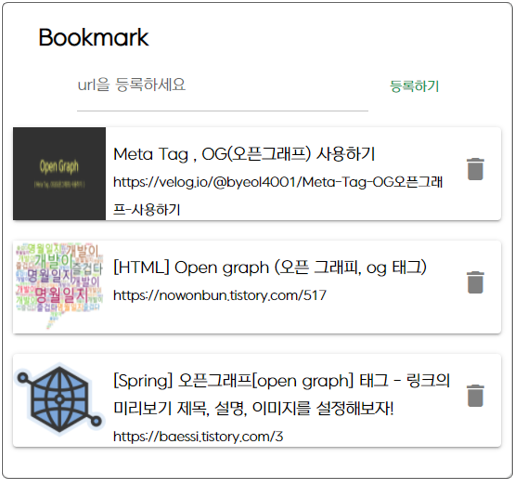 Bookmark
url을 등록하세요
등록하기
Open Graph
Meta Tag , OG(오픈그래프) 사용하기
https://velog.io/@byeol4001/Meta-Tag-OG오픈그래
프-사용하기
개발이
즐겁다
명월일지
[HTML] Open graph (오픈 그래피, og 태그)
https://nowonbun.tistory.com/517
[Spring] 오픈그래프[open graph] 태그 - 링크의
미리보기 제목, 설명, 이미지를 설정해보자!
https://baessi.tistory.com/3